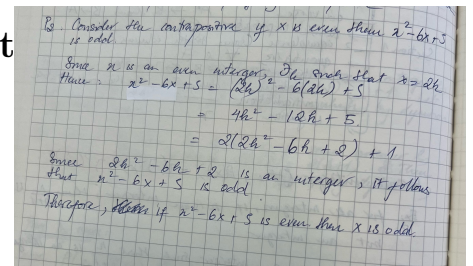 t
P2. Consider the contrapositive if x is even then x²-6x+5
is odd.
Since x is an even interger, ∃k such that x = 2k
Hence: x²-6x+5 = (2k)²-6(2k)+5
= 4k²-12k+5
= 2(2k²-6k+2)+1
Since 2k²-6k+2 is an interger, it follows
that x²-6x+5 is odd
Therefore, if x²-6x+5 is even then x is odd.